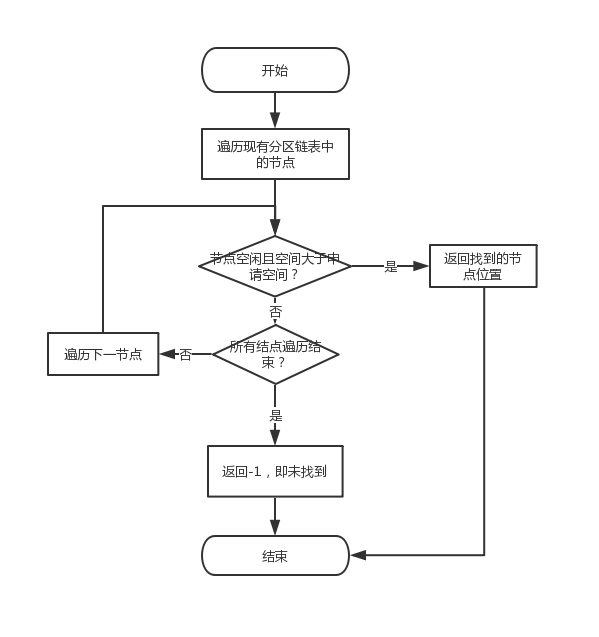 开始
遍历现有分区链表中
的节点
节点空闲且空间大于申
请空间？
是
返回找到的节
点位置
否
所有结点遍历结
束？
否
遍历下一节点
是
返回-1，即未找到
结束